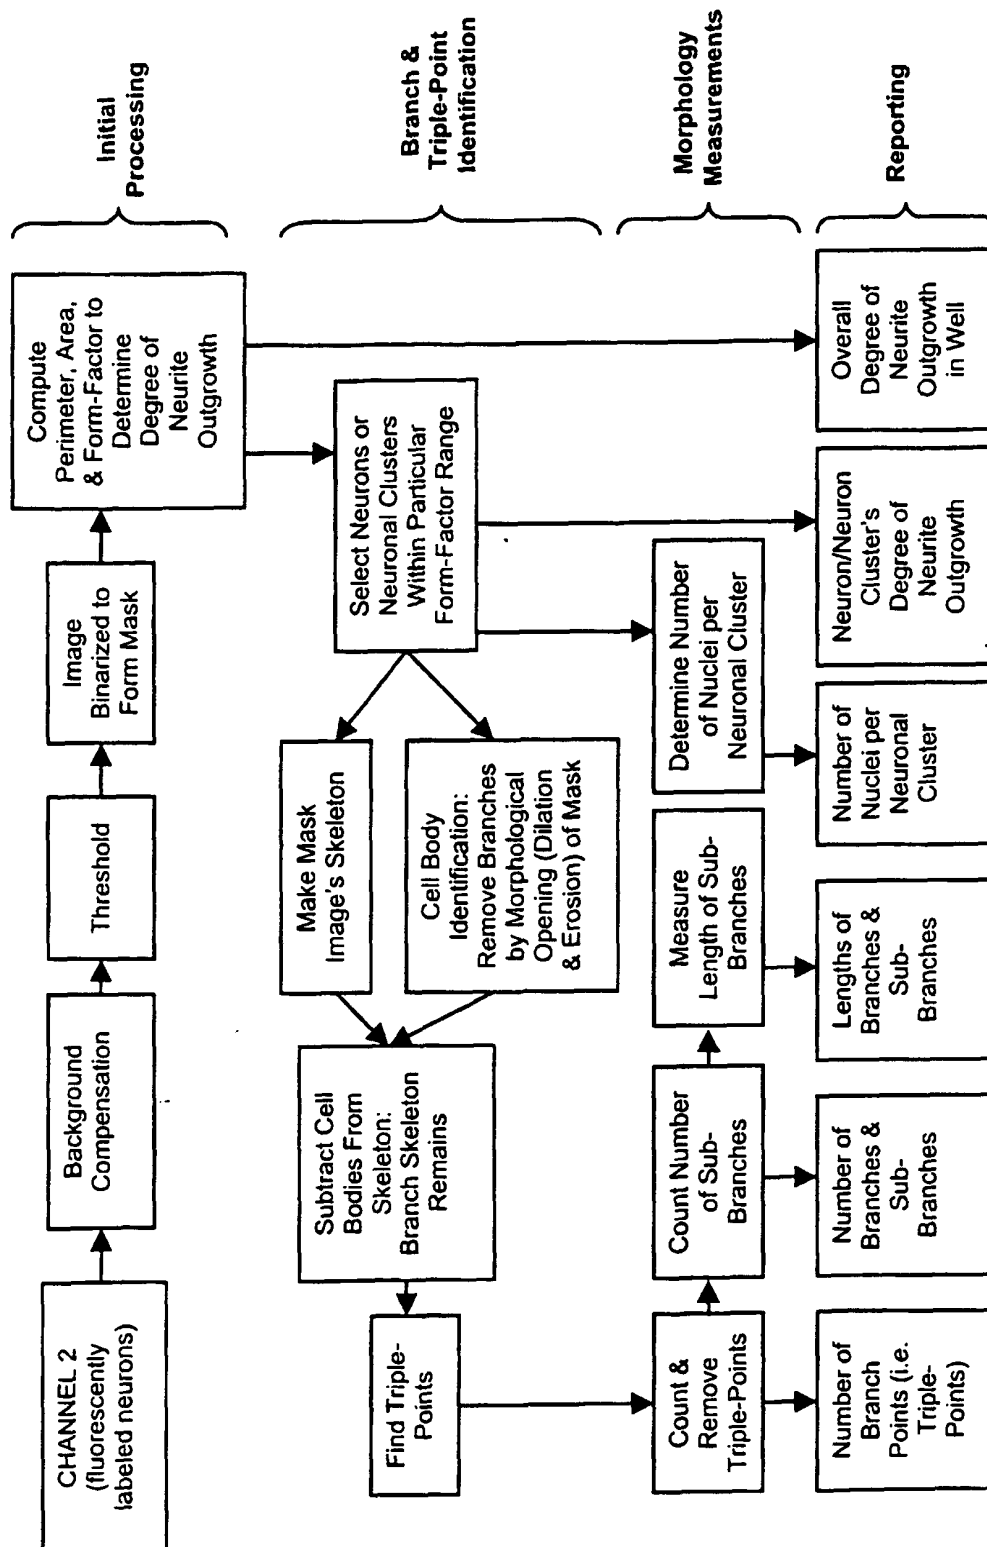 CHANNEL 2
(fluorescently
labeled neurons)
Background
Compensation
Threshold
Image
Binarized to
Form Mask
Compute
Perimeter, Area,
& Form-Factor to
Determine
Degree of
Neurite
Outgrowth
Initial
Processing
Find Triple-
Points
Subtract Cell
Bodies From
Skeleton:
Branch Skeleton
Remains
Make Mask
Image's Skeleton
Cell Body
Identification:
Remove Branches
by Morphological
Opening (Dilation
& Erosion) of Mask
Select Neurons or
Neuronal Clusters
Within Particular
Form-Factor Range
Branch &
Triple-Point
Identification
Count &
Remove
Triple-Points
Count Number
of Sub-
Branches
Measure
Length of Sub-
Branches
Determine Number
of Nuclei per
Neuronal Cluster
Morphology
Measurements
Number of
Branch
Points (i.e.
Triple-
Points)
Number of
Branches &
Sub-
Branches
Lengths of
Branches &
Sub-
Branches
Number of
Nuclei per
Neuronal
Cluster
Neuron/Neuron
Cluster's
Degree of
Neurite
Outgrowth
Overall
Degree of
Neurite
Outgrowth
in Well
Reporting